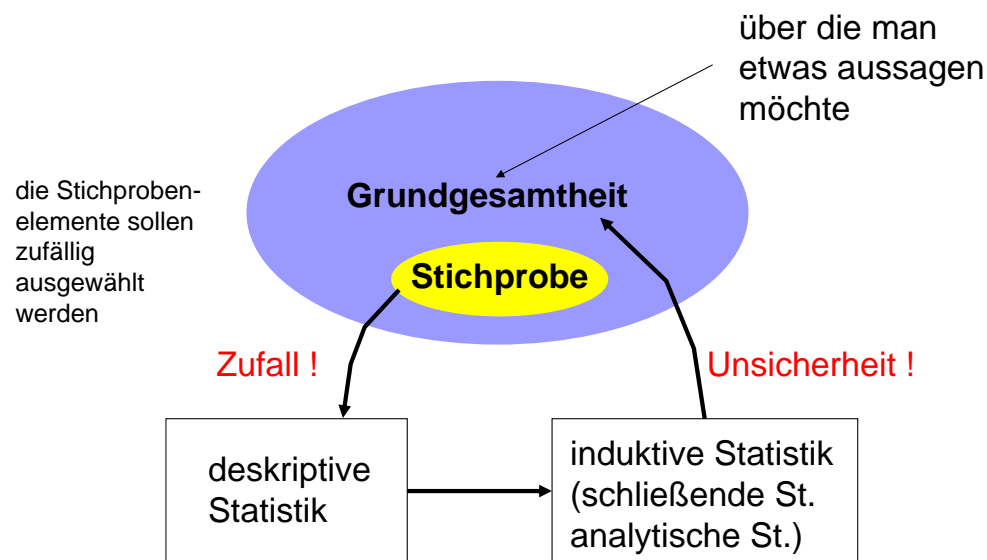 über die man
etwas aussagen
möchte
die Stichproben-
elemente sollen
zufällig
ausgewählt
werden
Grundgesamtheit
Stichprobe
Zufall !
Unsicherheit !
deskriptive
Statistik
induktive Statistik
(schließende St.
analytische St.)